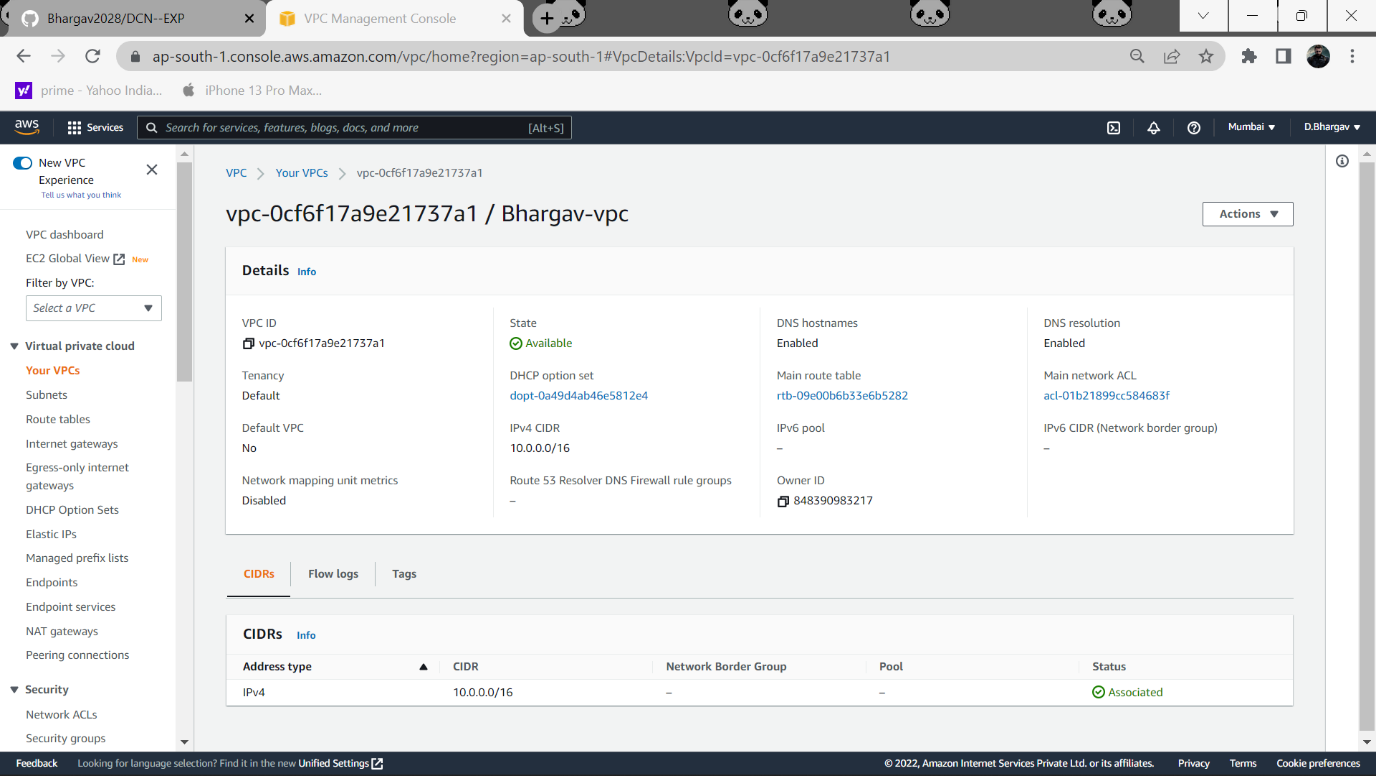 Bhargav2028/DCN--EXP
VPC Management Console
ap-south-1.console.aws.amazon.com/vpc/home?region=ap-south-1#VpcDetails:VpcId=vpc-0cf6f17a9e21737a1
prime - Yahoo India...
iPhone 13 Pro Max...
aws
Services
Search for services, features, blogs, docs, and more
[Alt+S]
Mumbai
D.Bhargav
New VPC
Experience
Tell us what you think
VPC dashboard
EC2 Global View New
Filter by VPC:
Select a VPC
Virtual private cloud
Your VPCs
Subnets
Route tables
Internet gateways
Egress-only internet
gateways
DHCP Option Sets
Elastic IPs
Managed prefix lists
Endpoints
Endpoint services
NAT gateways
Peering connections
Security
Network ACLs
Security groups
VPC > Your VPCs > vpc-0cf6f17a9e21737a1
vpc-0cf6f17a9e21737a1 / Bhargav-vpc
Actions
Details Info
VPC ID
vpc-0cf6f17a9e21737a1
State
Available
DNS hostnames
Enabled
DNS resolution
Enabled
Tenancy
Default
DHCP option set
dopt-0a49d4ab46e5812e4
Main route table
rtb-09e00b6b33e6b5282
Main network ACL
acl-01b21899cc584683f
Default VPC
No
IPv4 CIDR
10.0.0.0/16
IPv6 pool
–
IPv6 CIDR (Network border group)
–
Network mapping unit metrics
Disabled
Route 53 Resolver DNS Firewall rule groups
–
Owner ID
848390983217
CIDRs Flow logs Tags
CIDRs Info
Address type CIDR Network Border Group Pool Status
IPv4 10.0.0.0/16 – – Associated
Feedback Looking for language selection? Find it in the new Unified Settings © 2022, Amazon Internet Services Private Ltd. or its affiliates. Privacy Terms Cookie preferences